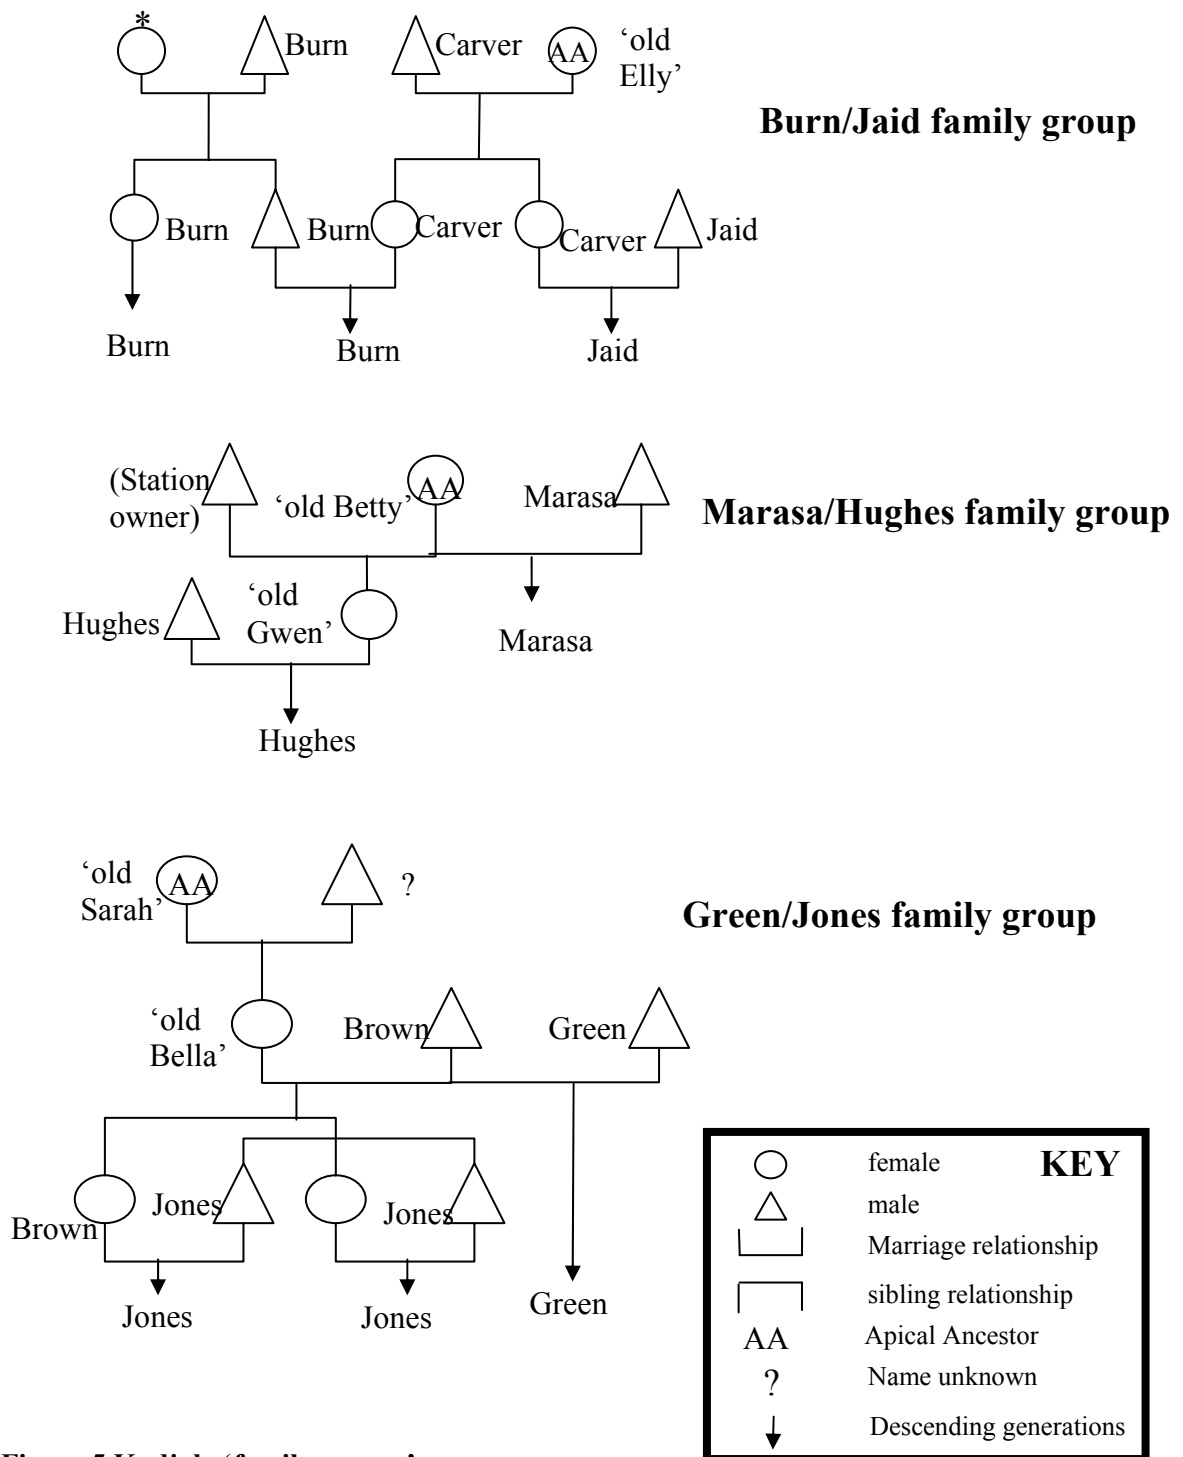 *
Burn
Carver
AA
‘old
Elly’
Burn/Jaid family group
Burn
Burn
Carver
Carver
Jaid
Burn
Burn
Jaid
(Station
owner)
‘old Betty’
AA
Marasa
Marasa/Hughes family group
Hughes
‘old
Gwen’
Marasa
Hughes
‘old
Sarah’
AA
?
Green/Jones family group
‘old
Bella’
Brown
Green
Brown
Jones
Jones
Jones
Jones
Green
KEY
female
male
Marriage relationship
sibling relationship
AA Apical Ancestor
? Name unknown
Descending generations